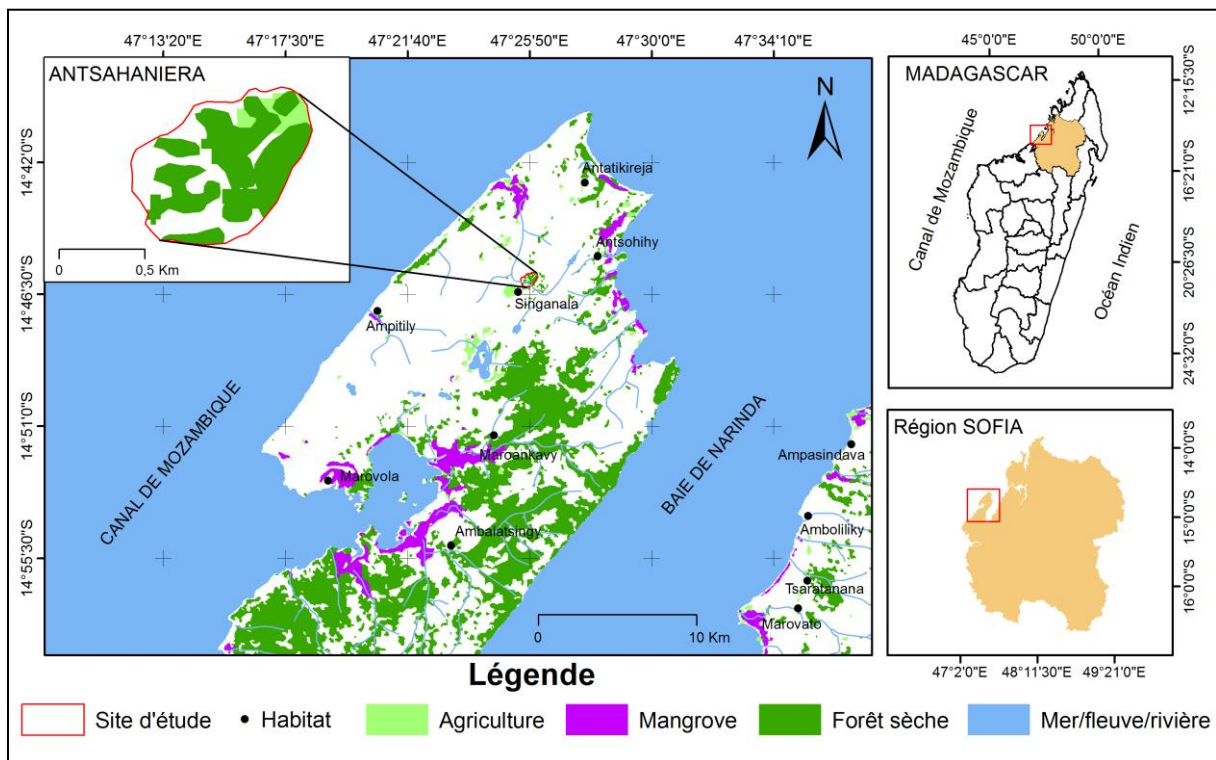 47°13'20"E 47°17'30"E 47°21'40"E 47°25'50"E 47°30'0"E 47°34'10"E
ANTSAHANIERA
0 0,5 Km
N
14°42'0"S
14°46'30"S
14°51'0"S
14°55'30"S
Antatikireja
Antsohihy
Singanala
Ampitily
CANAL DE MOZAMBIQUE
Maroankavy
Marovola
Ambalatsingy
BAIE DE NARINDA
Ampasindava
Amboliliky
Tsaratanana
Marovato
0 10 Km
45°0'0"E 50°0'0"E
MADAGASCAR
Canal de Mozambique
Océan Indien
12°15'30"S
16°21'0"S
20°26'30"S
24°32'0"S
Région SOFIA
14°0'0"S
15°0'0"S
16°0'0"S
47°2'0"E 48°11'30"E 49°21'0"E
Légende
Site d'étude Habitat Agriculture Mangrove Forêt sèche Mer/fleuve/rivière